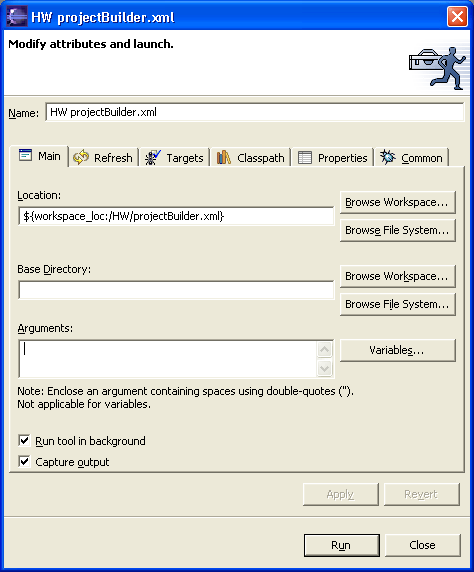 HW projectBuilder.xml
Modify attributes and launch.
Name: HW projectBuilder.xml
Main Refresh Targets Classpath Properties Common
Location:
Browse Workspace...
${workspace_loc:/HW/projectBuilder.xml}
Browse File System...
Base Directory:
Browse Workspace...
Browse File System...
Arguments:
Variables...
Note: Enclose an argument containing spaces using double-quotes (").
Not applicable for variables.
Run tool in background
Capture output
Apply Revert
Run Close